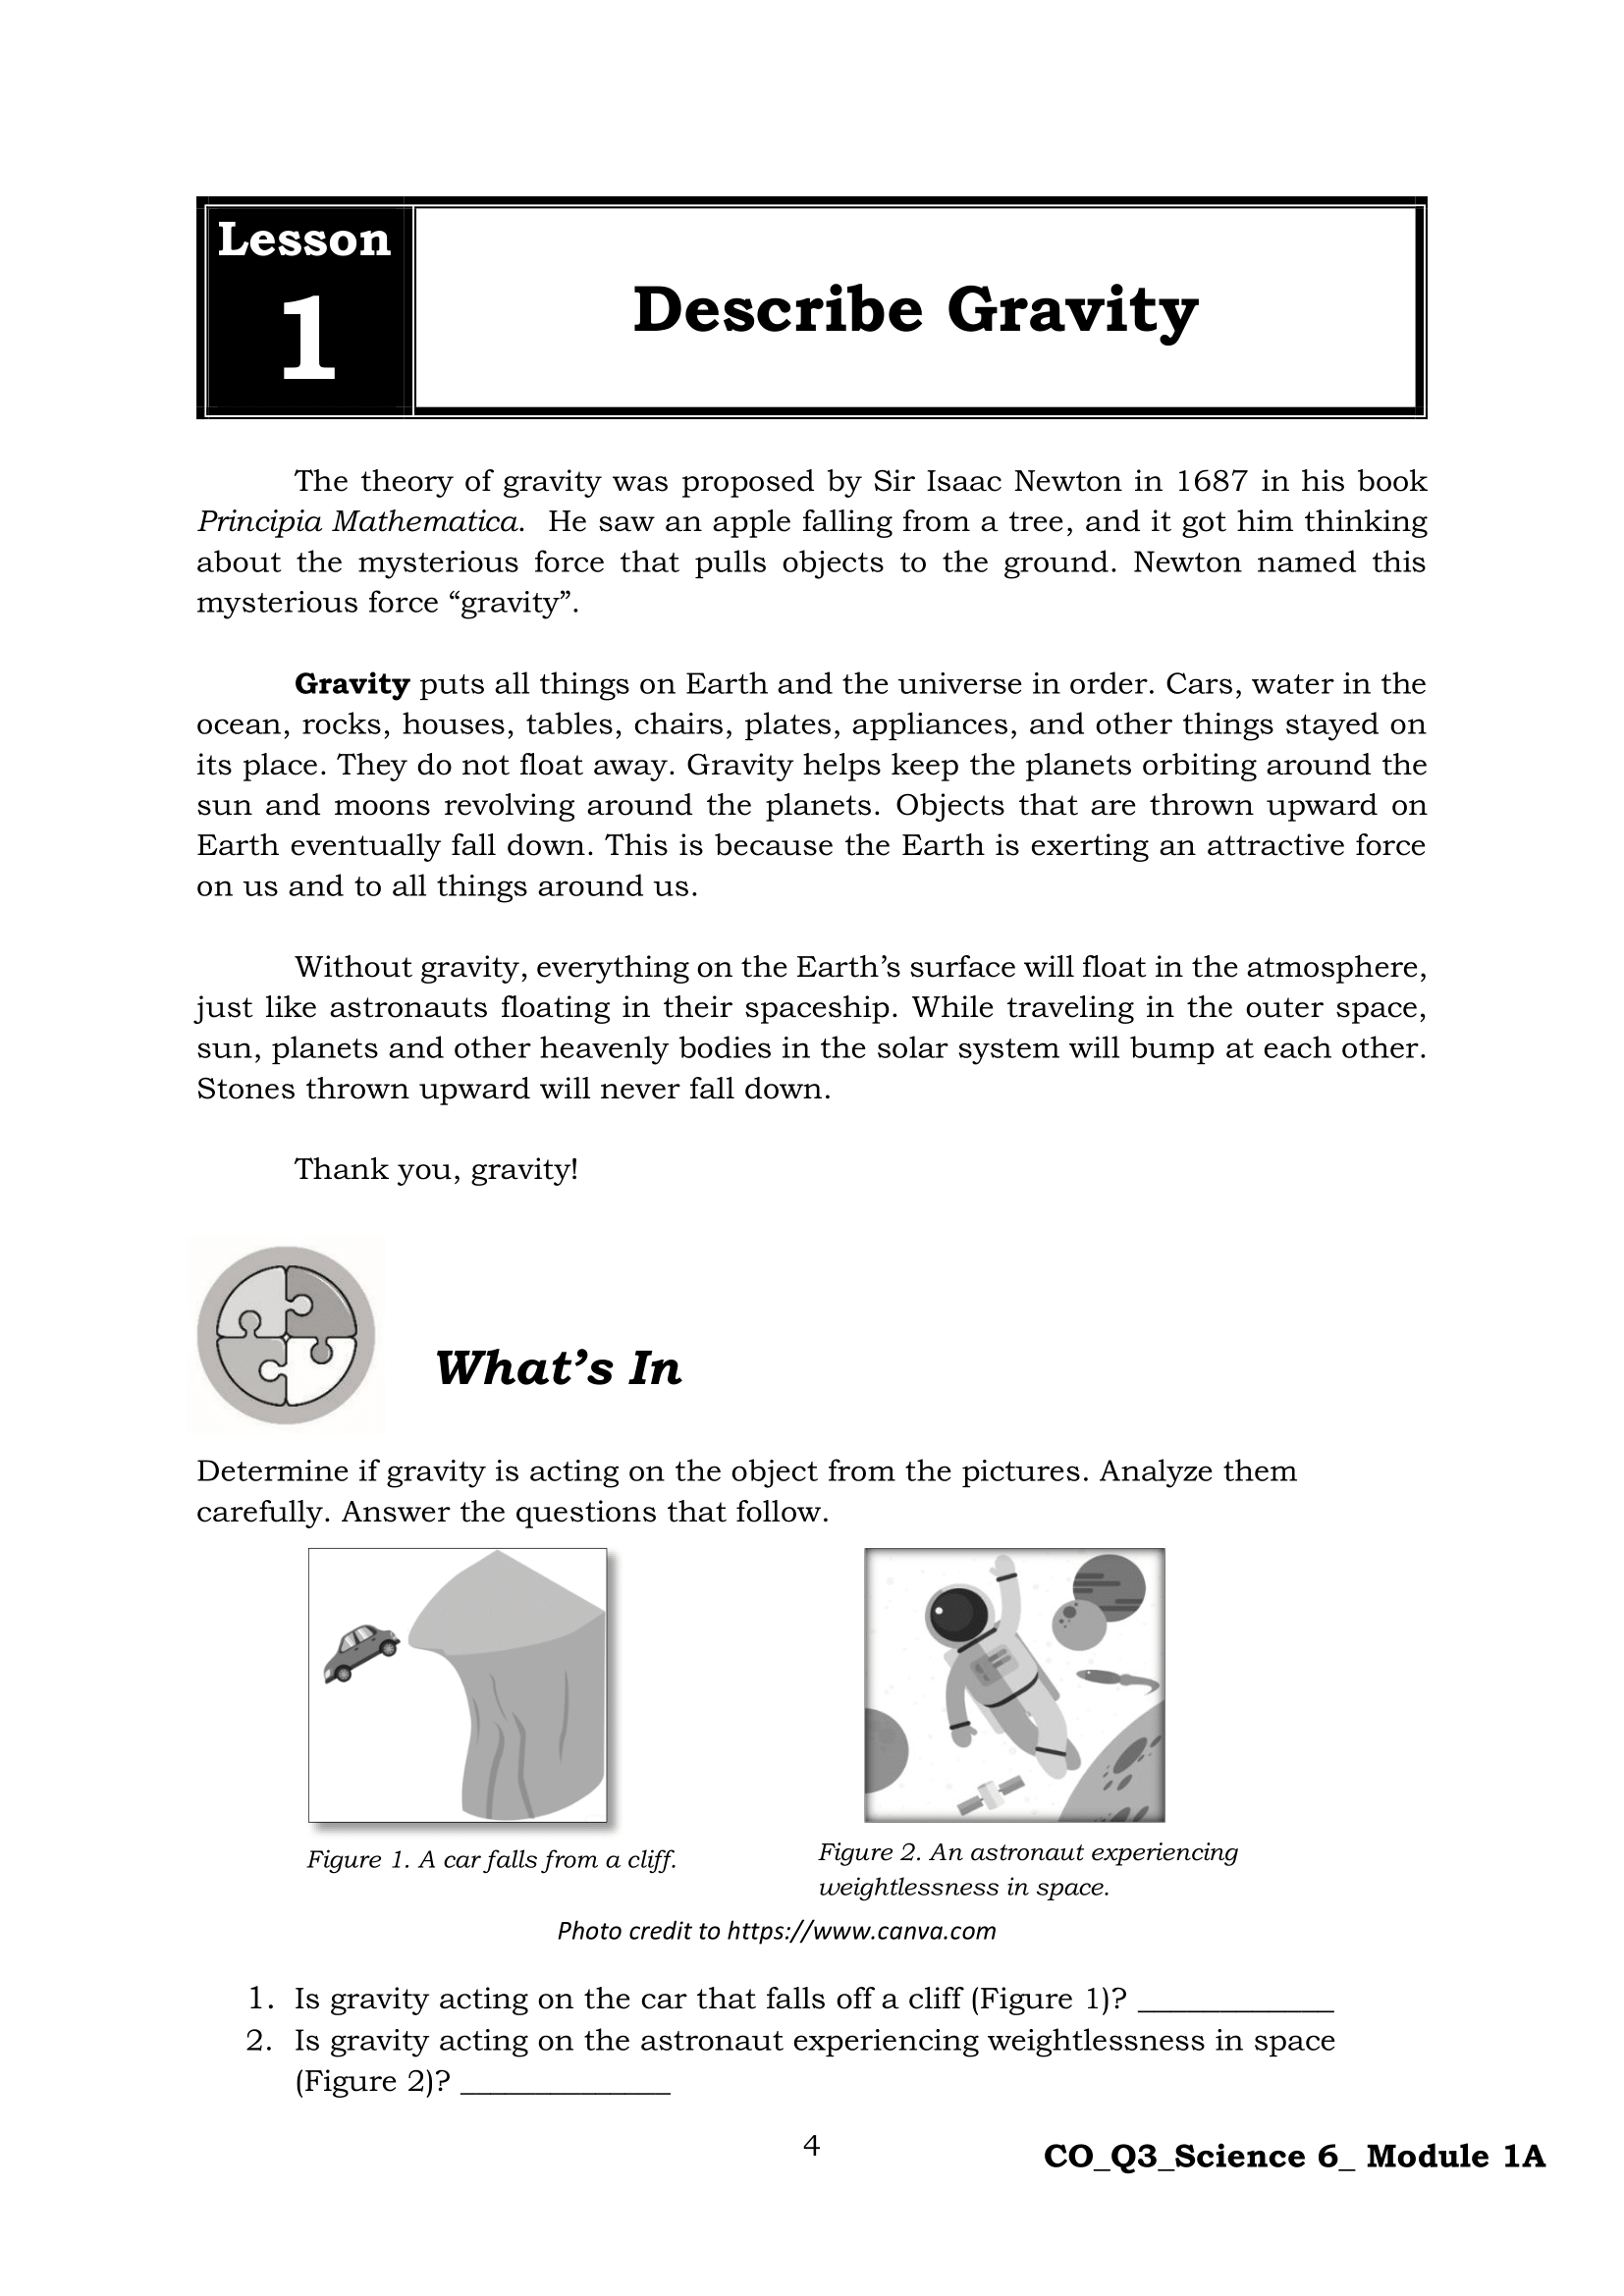 Lesson
1
Describe Gravity
The theory of gravity was proposed by Sir Isaac Newton in 1687 in his book
Principia Mathematica.  He saw an apple falling from a tree, and it got him thinking
about the mysterious force that pulls objects to the ground. Newton named this
mysterious force “gravity”.
Gravity puts all things on Earth and the universe in order. Cars, water in the
ocean, rocks, houses, tables, chairs, plates, appliances, and other things stayed on
its place. They do not float away. Gravity helps keep the planets orbiting around the
sun and moons revolving around the planets. Objects that are thrown upward on
Earth eventually fall down. This is because the Earth is exerting an attractive force
on us and to all things around us.
Without gravity, everything on the Earth’s surface will float in the atmosphere,
just like astronauts floating in their spaceship. While traveling in the outer space,
sun, planets and other heavenly bodies in the solar system will bump at each other.
Stones thrown upward will never fall down.
Thank you, gravity!
What’s In
Determine if gravity is acting on the object from the pictures. Analyze them
carefully. Answer the questions that follow.
Figure 1. A car falls from a cliff.
Figure 2. An astronaut experiencing
weightlessness in space.
Photo credit to https://www.canva.com
1. Is gravity acting on the car that falls off a cliff (Figure 1)? _____________
2. Is gravity acting on the astronaut experiencing weightlessness in space
(Figure 2)? ______________
4
CO_Q3_Science 6_ Module 1A